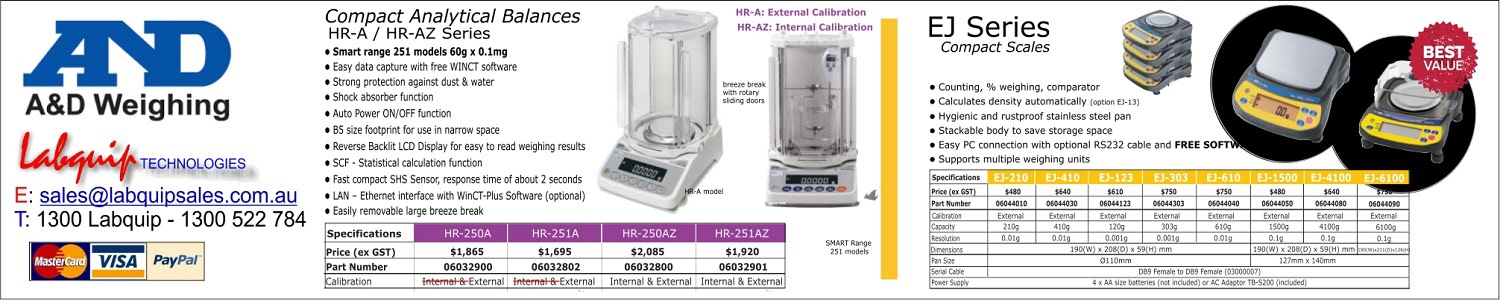 AND
A&D Weighing
Labquip TECHNOLOGIES
E: sales@labquipsales.com.au
T: 1300 Labquip - 1300 522 784
MasterCard VISA PayPal
Compact Analytical Balances
HR-A / HR-AZ Series
● Smart range 251 models 60g x 0.1mg
● Easy data capture with free WINCT software
● Strong protection against dust & water
● Shock absorber function
● Auto Power ON/OFF function
● B5 size footprint for use in narrow space
● Reverse Backlit LCD Display for easy to read weighing results
● SCF - Statistical calculation function
● Fast compact SHS Sensor, response time of about 2 seconds
● LAN – Ethernet interface with WinCT-Plus Software (optional)
● Easily removable large breeze break
HR-A: External Calibration
HR-AZ: Internal Calibration
breeze break
with rotary
sliding doors
HR-A model
SMART Range
251 models
Specifications HR-250A HR-251A HR-250AZ HR-251AZ
Price (ex GST) $1,865 $1,695 $2,085 $1,920
Part Number 06032900 06032802 06032800 06032901
Calibration Internal & External Internal & External Internal & External Internal & External
EJ Series
Compact Scales
BEST
VALUE
● Counting, % weighing, comparator
● Calculates density automatically (option EJ-13)
● Hygienic and rustproof stainless steel pan
● Stackable body to save storage space
● Easy PC connection with optional RS232 cable and FREE SOFTW
● Supports multiple weighing units
Specifications EJ-210 EJ-410 EJ-123 EJ-303 EJ-610 EJ-1500 EJ-4100 EJ-6100
Price (ex GST) $480 $640 $610 $750 $750 $480 $640 $750
Part Number 06044010 06044030 06044123 06044303 06044040 06044050 06044080 06044090
Calibration External External External External External External External External
Capacity 210g 410g 120g 303g 610g 1500g 4100g 6100g
Resolution 0.01g 0.01g 0.001g 0.001g 0.01g 0.1g 0.1g 0.1g
Dimensions 190(W) x 208(D) x 59(H) mm 190(W) x 208(D) x 59(H) mm 190(W)x211(D)x126(H)
Pan Size Ø110mm 127mm x 140mm
Serial Cable DB9 Female to DB9 Female (03000007)
Power Supply 4 x AA size batteries (not included) or AC Adaptor TB-S200 (included)